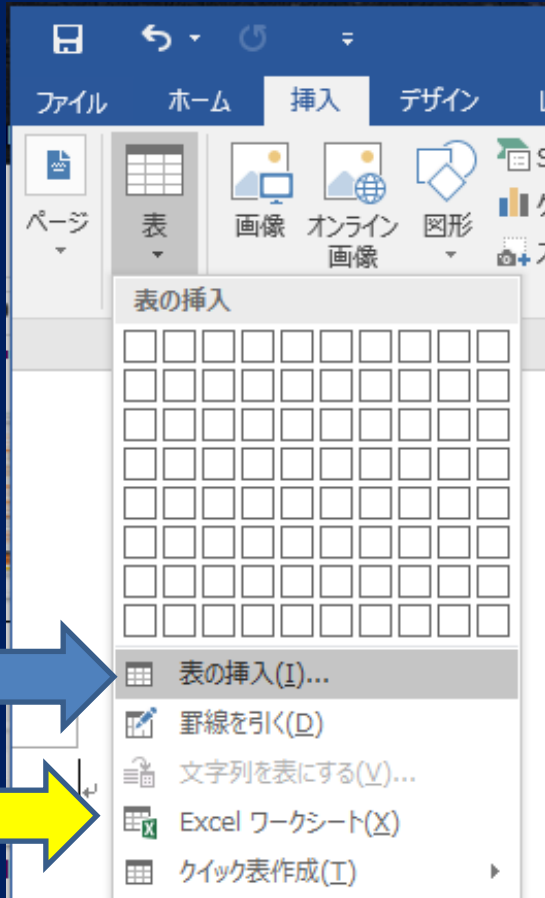 ファイル ホーム 挿入 デザイン
ページ 表 画像 オンライン 図形
画像
表の挿入
表の挿入(I)...
罫線を引く(D)
文字列を表にする(V)...
Excel ワークシート(X)
クイック表作成(T)